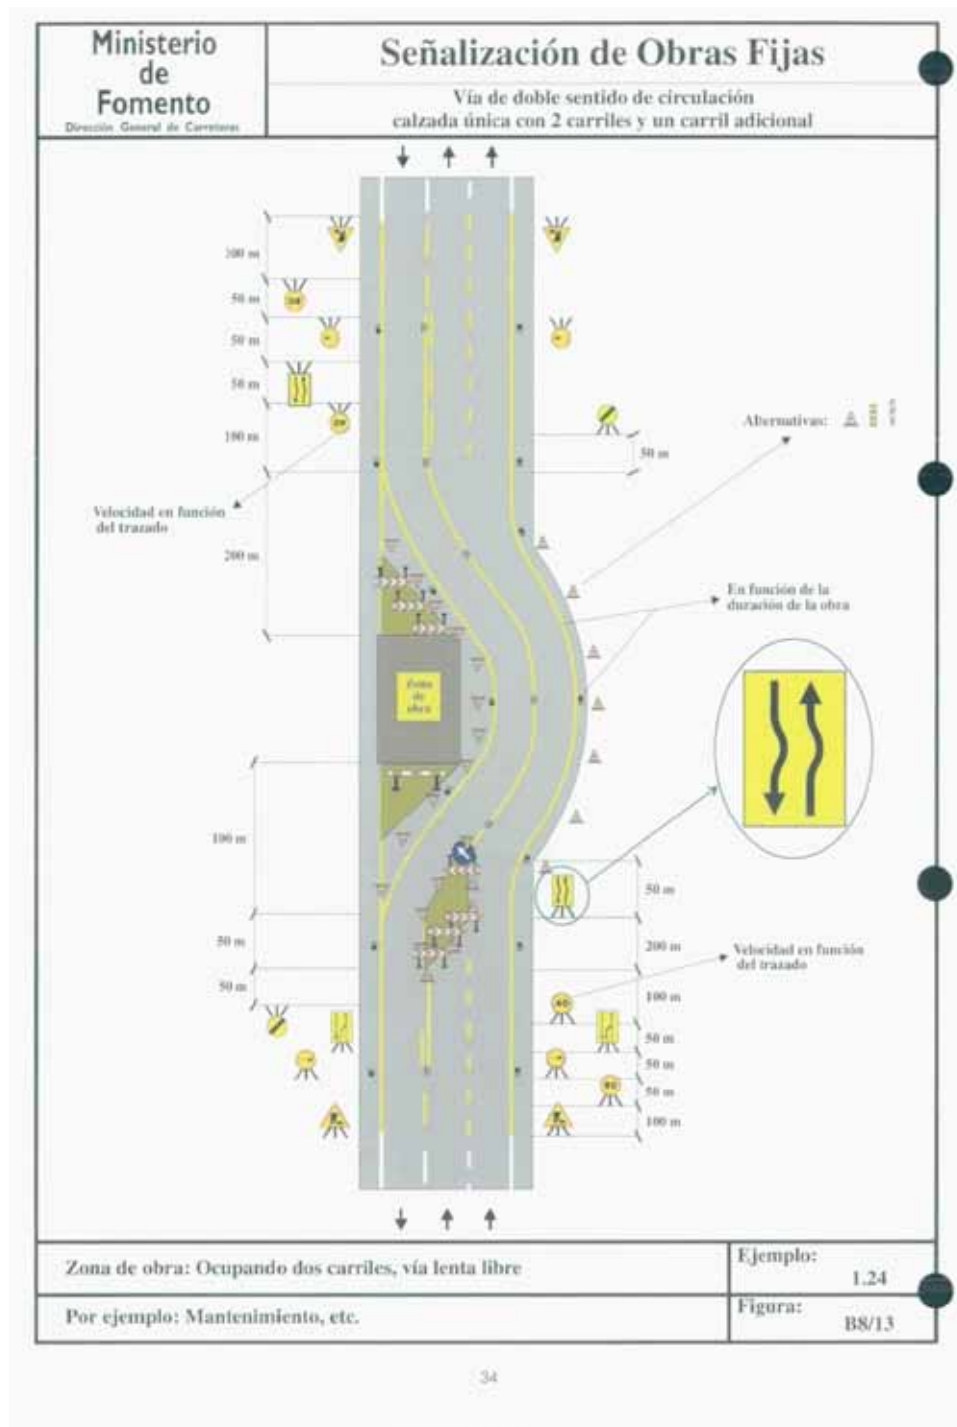 Ministerio
de
Fomento
Dirección General de Carreteras
Señalización de Obras Fijas
Vía de doble sentido de circulación
calzada única con 2 carriles y un carril adicional
100 m
50 m
50 m
50 m
100 m
200 m
Velocidad en función
del trazado
Alternativas:
50 m
En función de la
duración de la obra
Zona
de
obra
100 m
50 m
50 m
50 m
200 m
100 m
50 m
50 m
50 m
100 m
Velocidad en función
del trazado
60
80
Zona de obra: Ocupando dos carriles, vía lenta libre
Ejemplo:
1.24
Por ejemplo: Mantenimiento, etc.
Figura:
B8/13
34